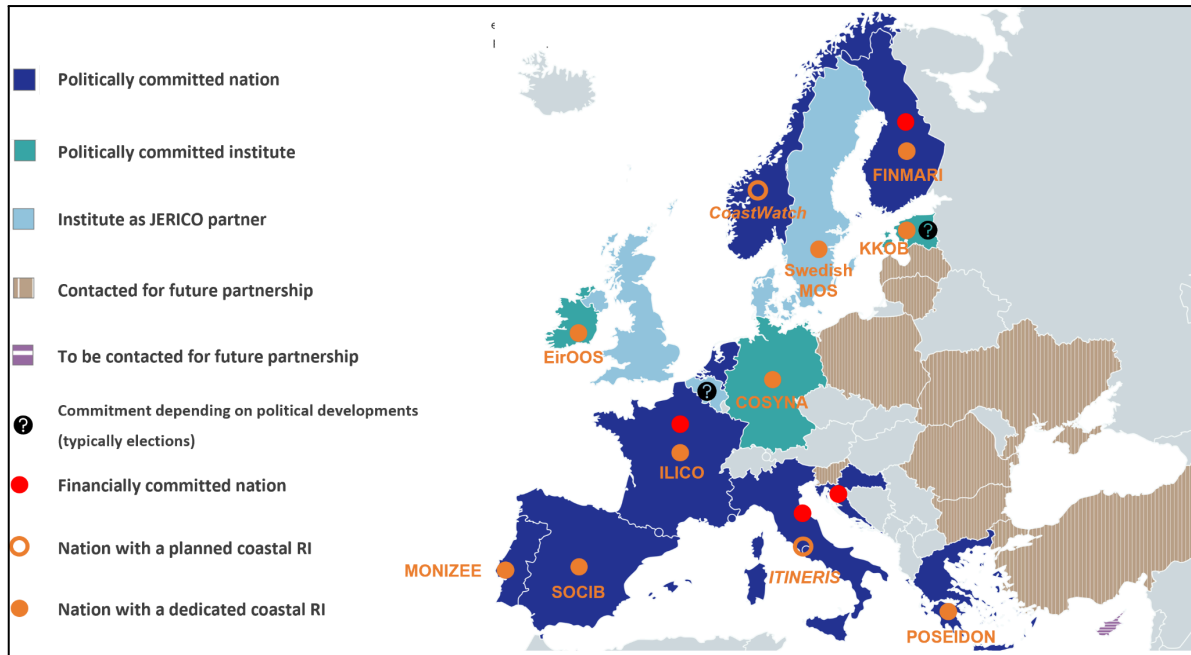 Politically committed nation
Politically committed institute
Institute as JERICO partner
Contacted for future partnership
To be contacted for future partnership
?
Commitment depending on political developments
(typically elections)
Financially committed nation
Nation with a planned coastal RI
Nation with a dedicated coastal RI
FINMARI
CoastWatch
?
KKOB
Swedish
MOS
EirOOS
?
COSYNA
ILICO
MONIZEE
SOCIB
ITINERIS
POSEIDON